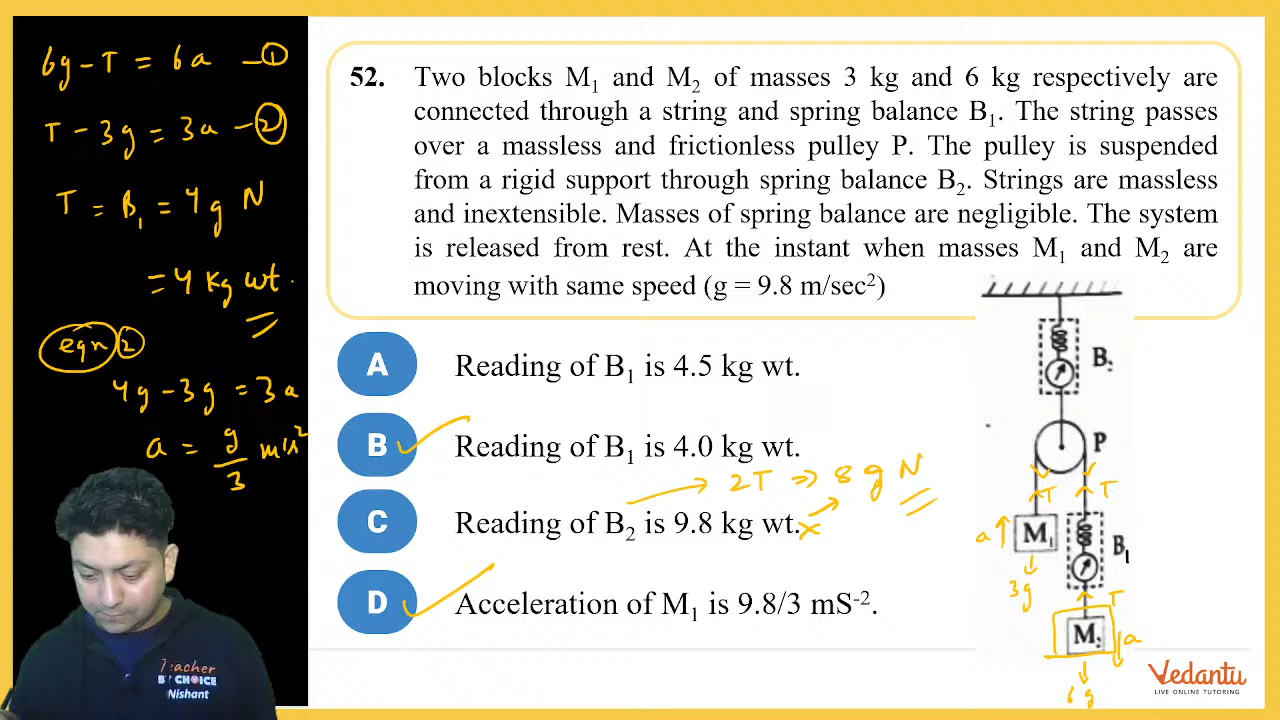 6g - T = 6a - ①
T - 3g = 3a - ②
T = B₁ = 4g N
= 4 kg wt.
eqn ②
4g - 3g = 3a
a = g/3 m/s²
Teacher
BY CHOICE
Nishant
52. Two blocks M₁ and M₂ of masses 3 kg and 6 kg respectively are
connected through a string and spring balance B₁. The string passes
over a massless and frictionless pulley P. The pulley is suspended
from a rigid support through spring balance B₂. Strings are massless
and inextensible. Masses of spring balance are negligible. The system
is released from rest. At the instant when masses M₁ and M₂ are
moving with same speed (g = 9.8 m/sec²)
A Reading of B₁ is 4.5 kg wt.
B Reading of B₁ is 4.0 kg wt.
→ 2T ⇒ 8g N
C Reading of B₂ is 9.8 kg wt. ×
D Acceleration of M₁ is 9.8/3 mS⁻².
B₂
P
T T
a M₁ B₁
3g
T
M₂ a
6g
Vedantu
LIVE ONLINE TUTORING